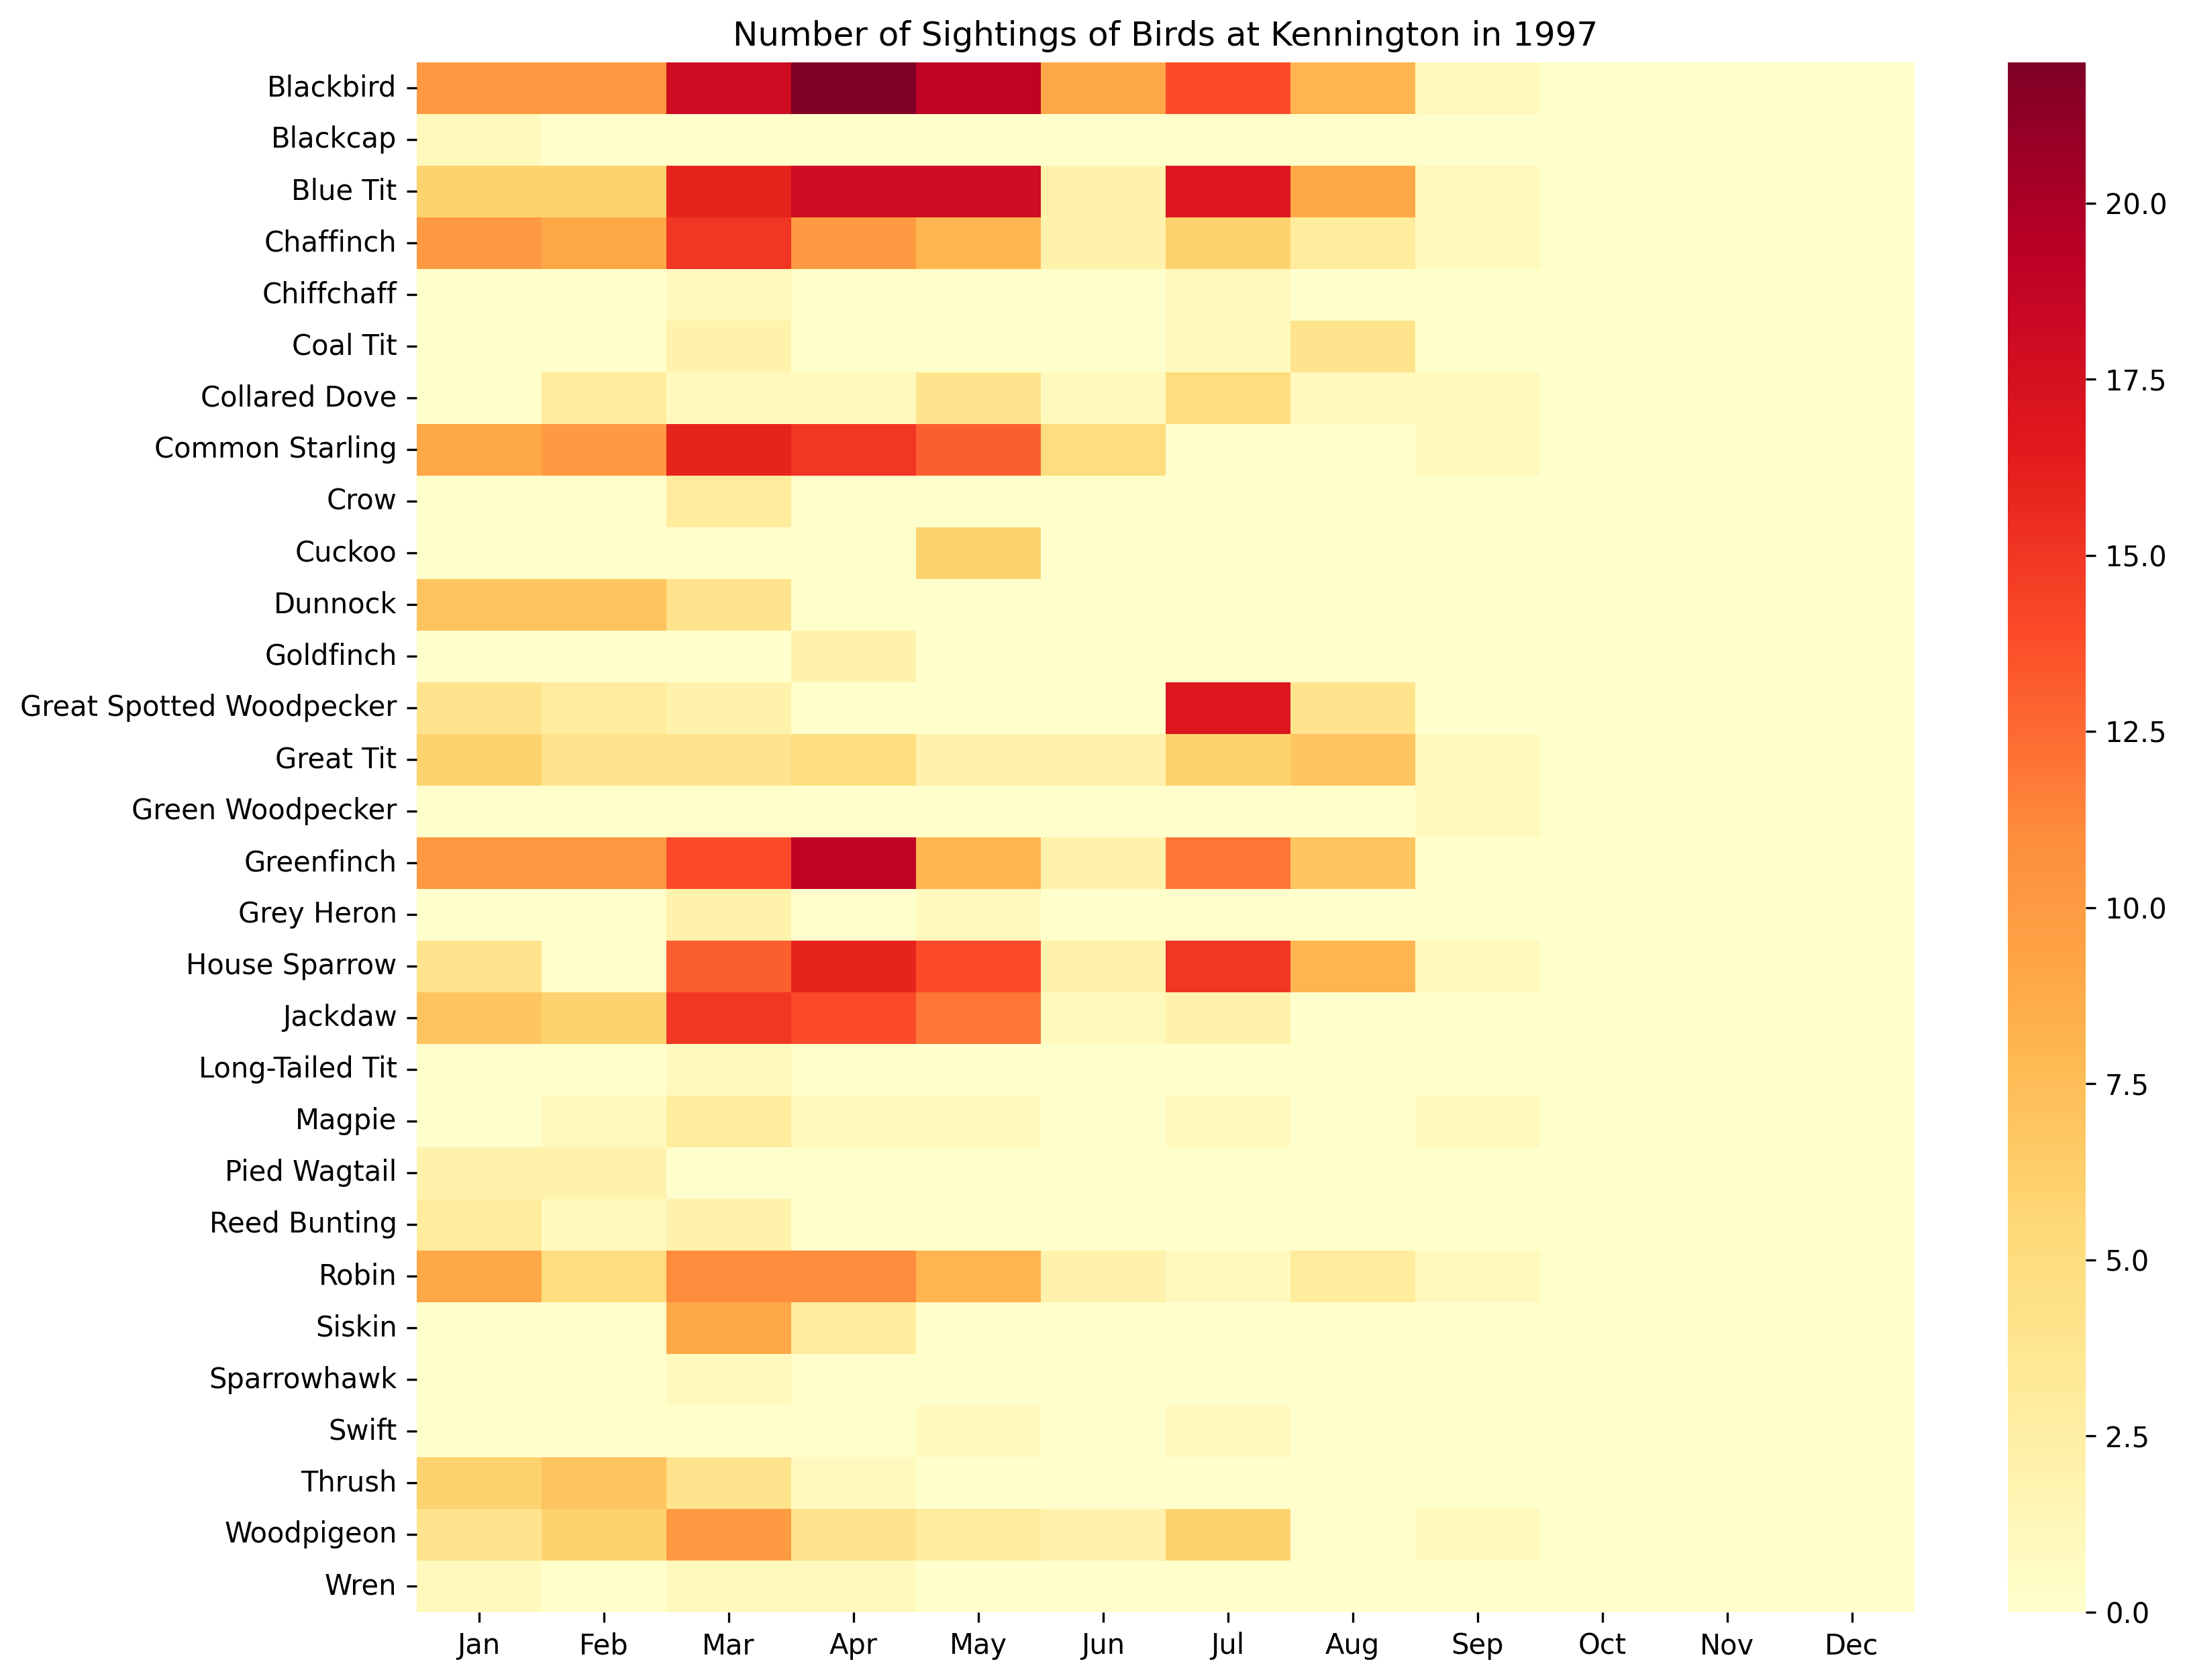 Number of Sightings of Birds at Kennington in 1997
Blackbird
Blackcap
Blue Tit
Chaffinch
Chiffchaff
Coal Tit
Collared Dove
Common Starling
Crow
Cuckoo
Dunnock
Goldfinch
Great Spotted Woodpecker
Great Tit
Green Woodpecker
Greenfinch
Grey Heron
House Sparrow
Jackdaw
Long-Tailed Tit
Magpie
Pied Wagtail
Reed Bunting
Robin
Siskin
Sparrowhawk
Swift
Thrush
Woodpigeon
Wren
Jan Feb Mar Apr May Jun Jul Aug Sep Oct Nov Dec
20.0
17.5
15.0
12.5
10.0
7.5
5.0
2.5
0.0